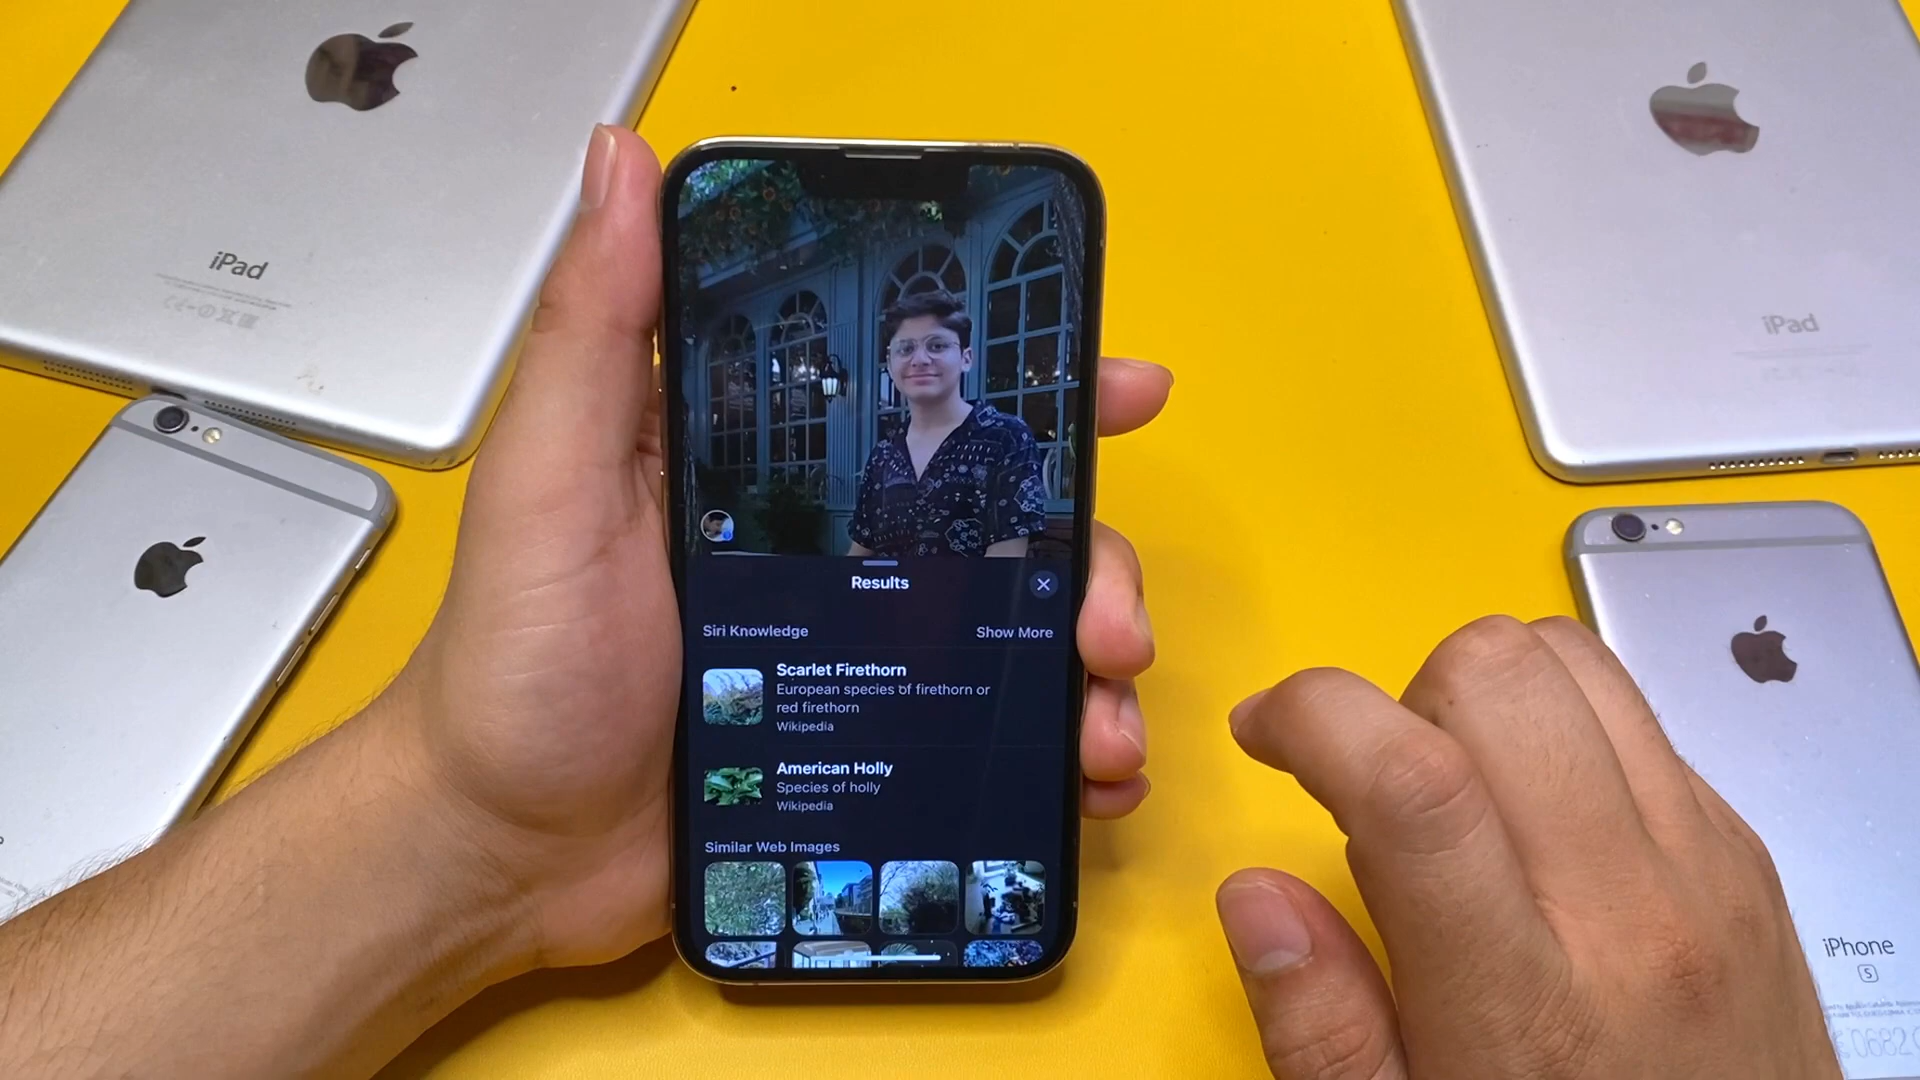 iPad
iPad
Results
Siri Knowledge
Show More
Scarlet Firethorn
European species of firethorn or
red firethorn
Wikipedia
American Holly
Species of holly
Wikipedia
Similar Web Images
iPhone
S